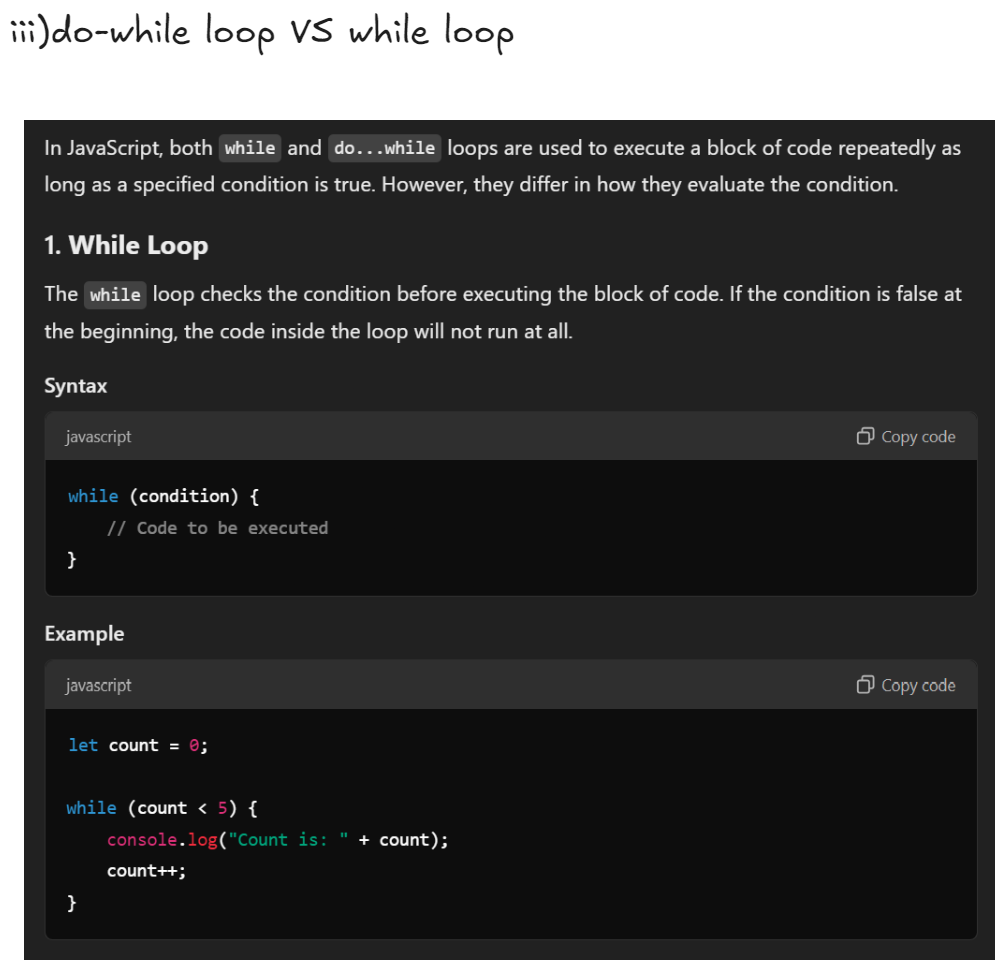 iii)do-while loop VS while loop
In JavaScript, both while and do...while loops are used to execute a block of code repeatedly as
long as a specified condition is true. However, they differ in how they evaluate the condition.
1. While Loop
The while loop checks the condition before executing the block of code. If the condition is false at
the beginning, the code inside the loop will not run at all.
Syntax
javascript Copy code
while (condition) {
    // Code to be executed
}
Example
javascript Copy code
let count = 0;
while (count < 5) {
    console.log("Count is: " + count);
    count++;
}